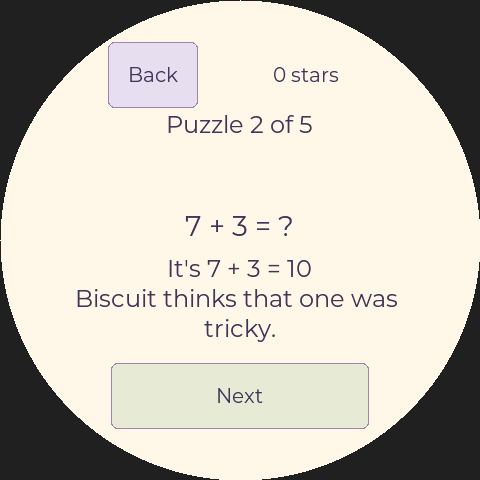 Back
0 stars
Puzzle 2 of 5
7 + 3 = ?
It's 7 + 3 = 10
Biscuit thinks that one was
tricky.
Next